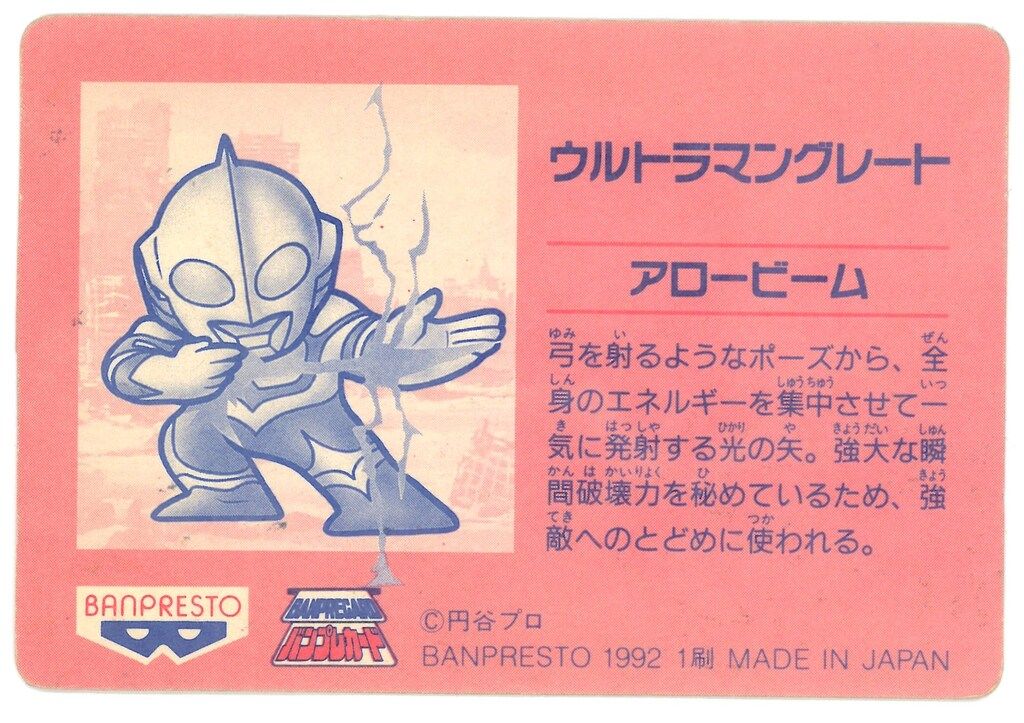 ウルトラマングレート
アロービーム
弓を射るようなポーズから、全
身のエネルギーを集中させて一
気に発射する光の矢。強大な瞬
間破壊力を秘めているため、強
敵へのとどめに使われる。
BANPRESTO
BANPRECARD
バンプレカード
©円谷プロ
BANPRESTO 1992 1刷 MADE IN JAPAN